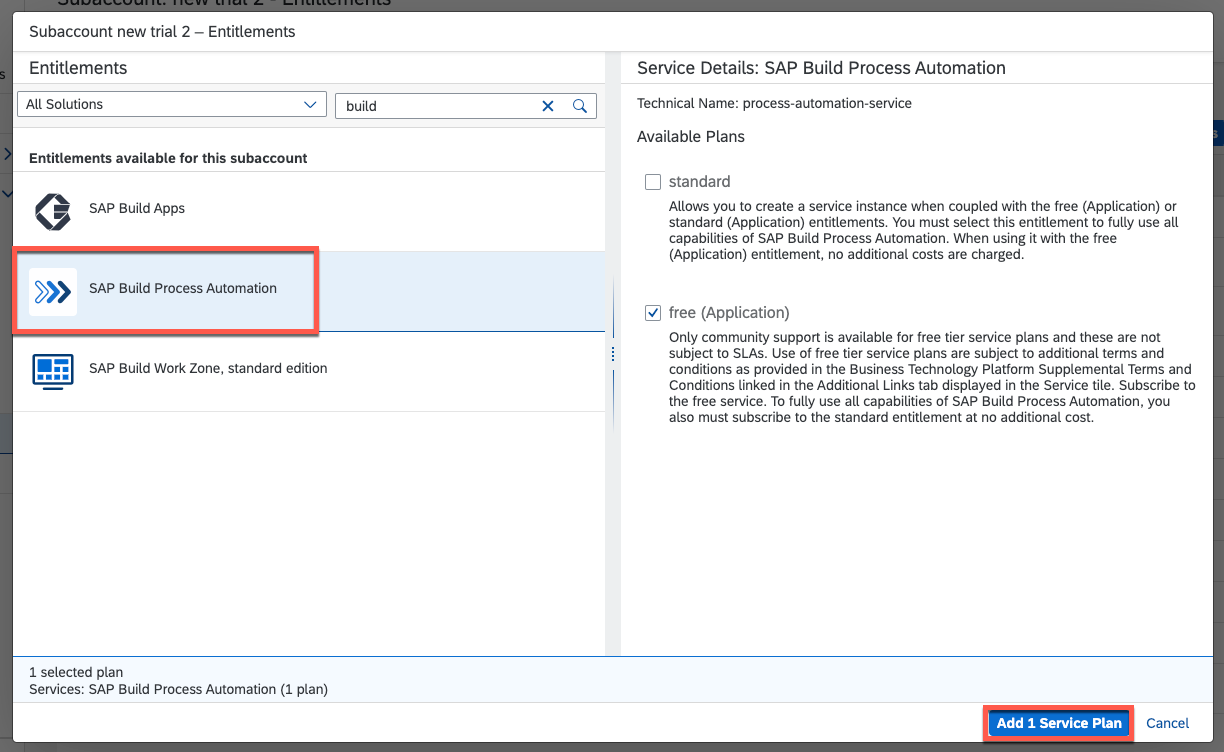 Subaccount: new trial 2 - Entitlements
Subaccount new trial 2 – Entitlements
Entitlements
All Solutions
build
Entitlements available for this subaccount
SAP Build Apps
SAP Build Process Automation
SAP Build Work Zone, standard edition
Service Details: SAP Build Process Automation
Technical Name: process-automation-service
Available Plans
standard
Allows you to create a service instance when coupled with the free (Application) or
standard (Application) entitlements. You must select this entitlement to fully use all
capabilities of SAP Build Process Automation. When using it with the free
(Application) entitlement, no additional costs are charged.
free (Application)
Only community support is available for free tier service plans and these are not
subject to SLAs. Use of free tier service plans are subject to additional terms and
conditions as provided in the Business Technology Platform Supplemental Terms and
Conditions linked in the Additional Links tab displayed in the Service tile. Subscribe to
the free service. To fully use all capabilities of SAP Build Process Automation, you
also must subscribe to the standard entitlement at no additional cost.
1 selected plan
Services: SAP Build Process Automation (1 plan)
Add 1 Service Plan
Cancel